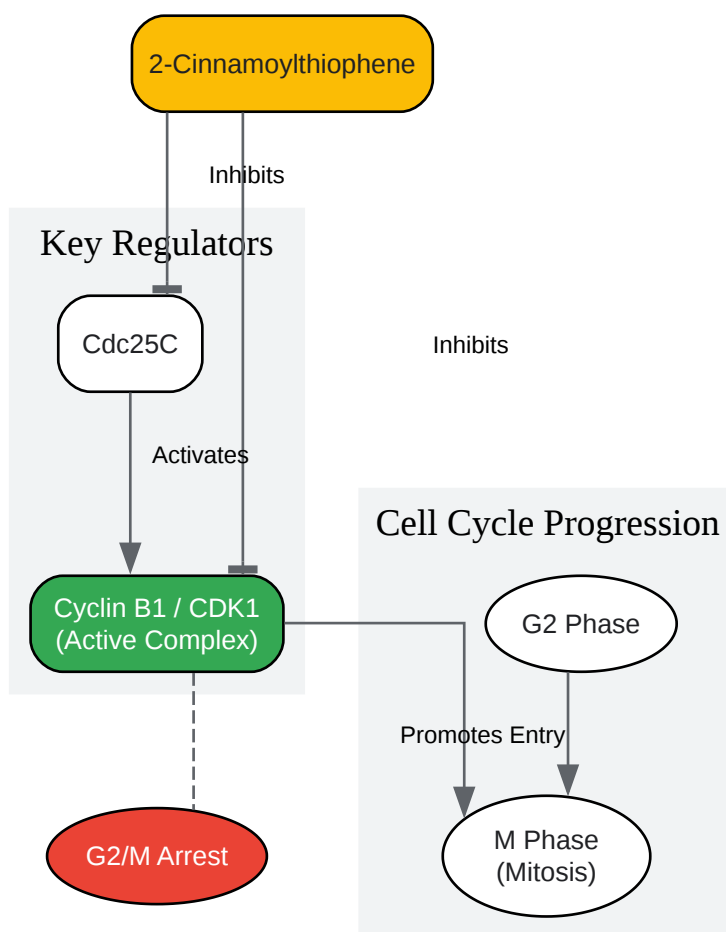 2-Cinnamoylthiophene
Inhibits
Key Regulators
Cdc25C
Inhibits
Activates
Cell Cycle Progression
Cyclin B1 / CDK1
(Active Complex)
G2 Phase
Promotes Entry
G2/M Arrest
M Phase
(Mitosis)